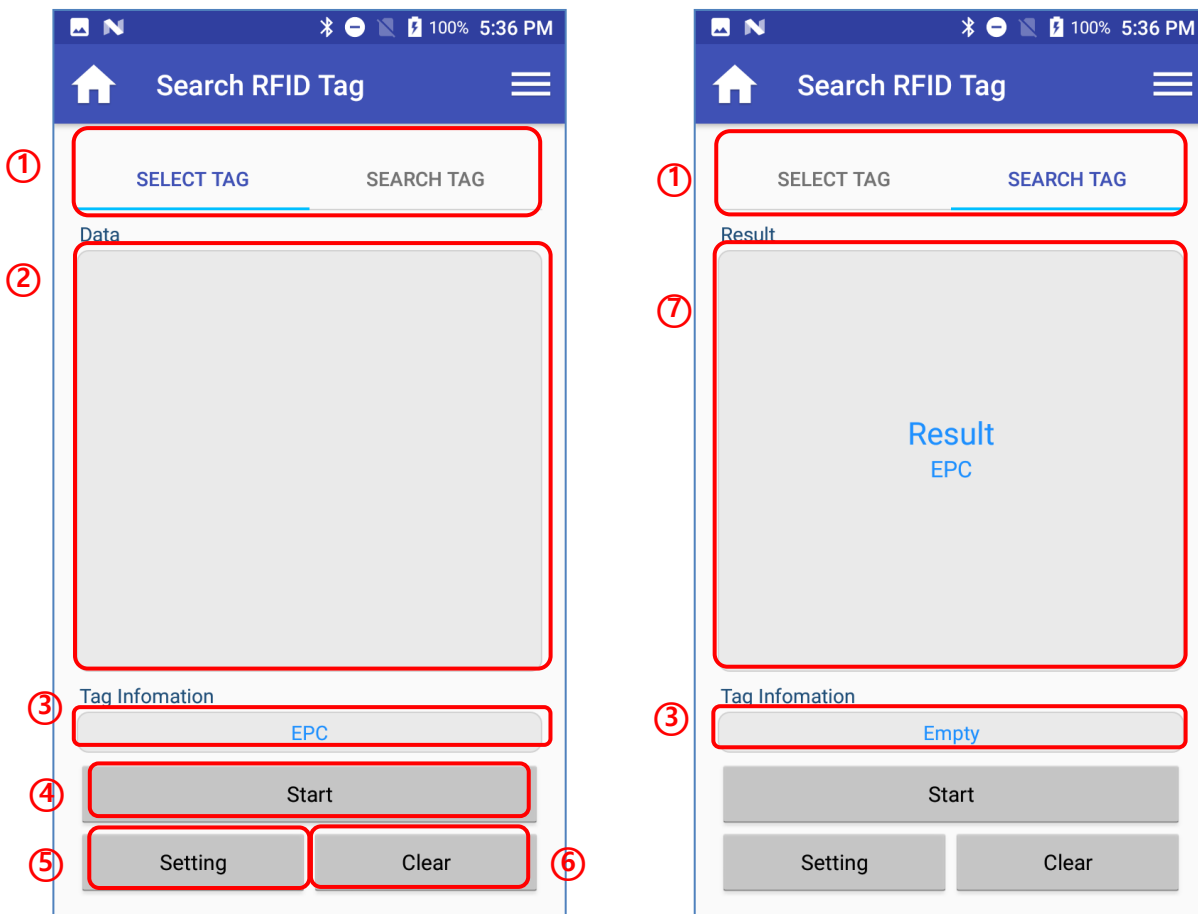 100% 5:36 PM
Search RFID Tag
① SELECT TAG SEARCH TAG
Data
②
Tag Infomation
③ EPC
④ Start
⑤ Setting Clear ⑥
100% 5:36 PM
Search RFID Tag
① SELECT TAG SEARCH TAG
Result
⑦
Result
EPC
Tag Infomation
③ Empty
Start
Setting Clear